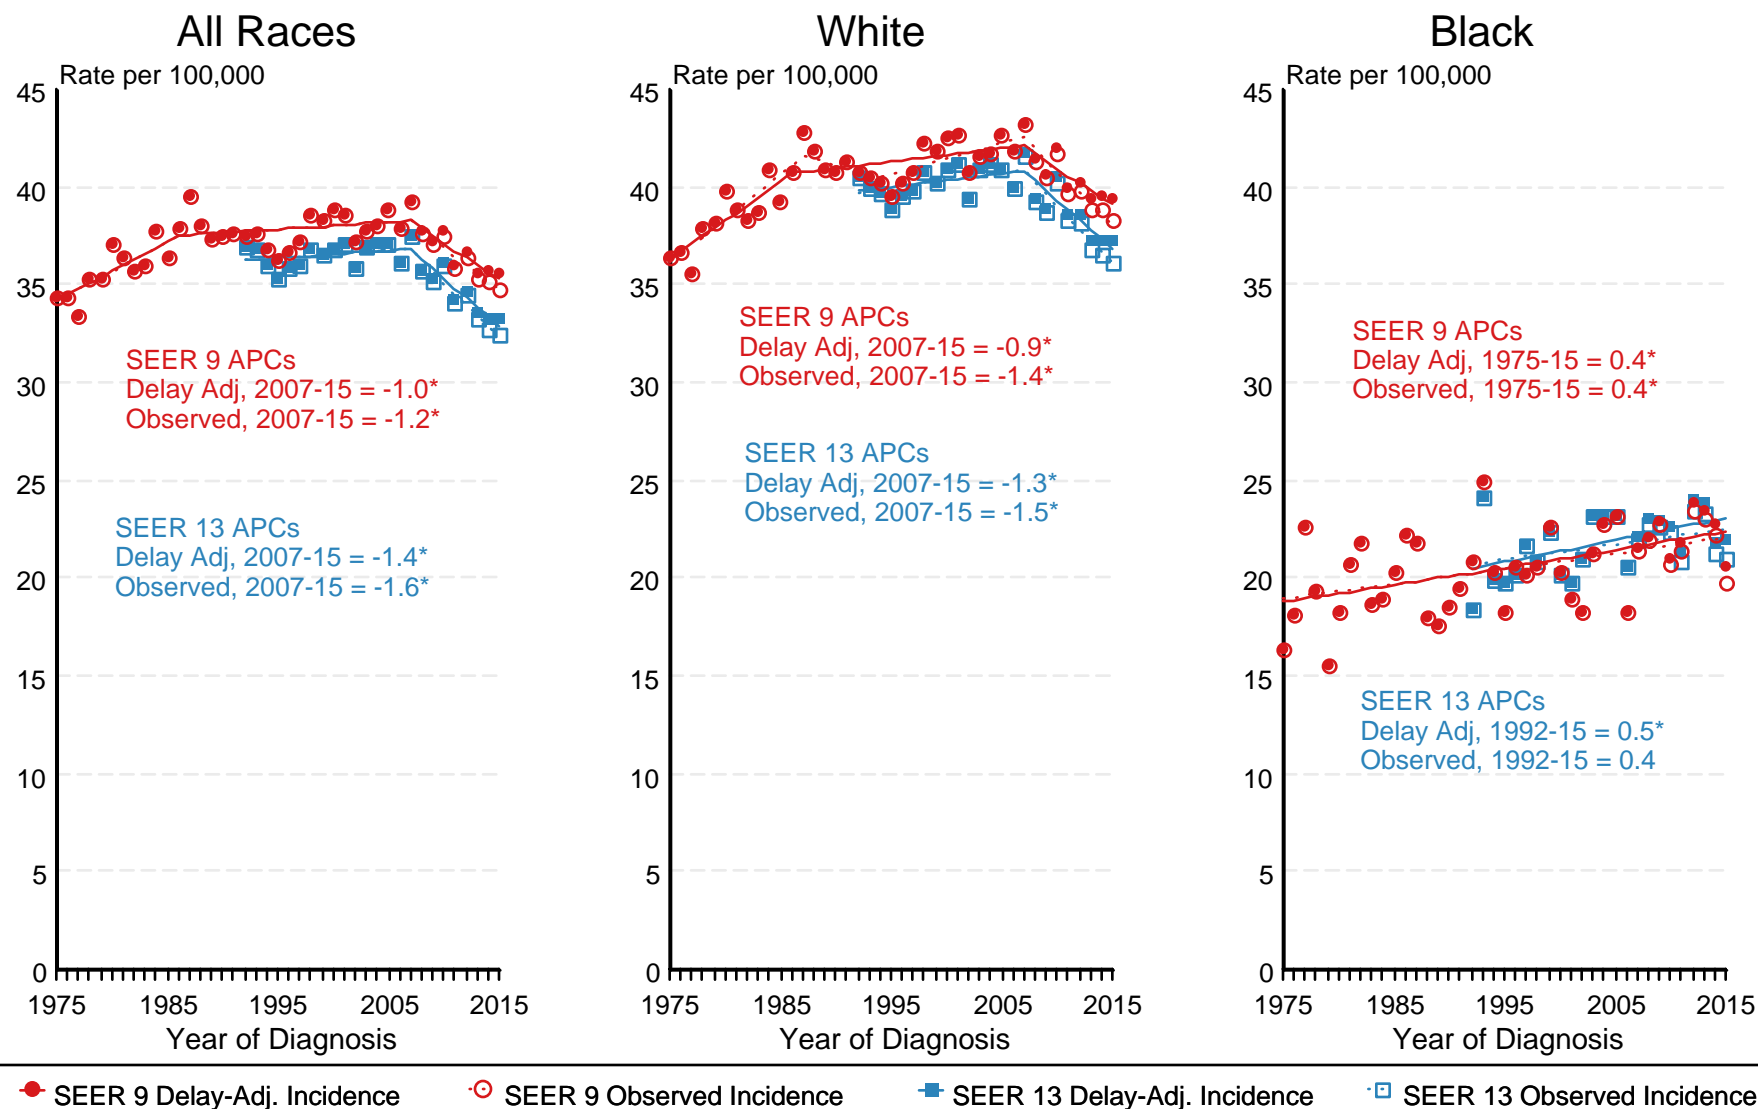 All Races
Rate per 100,000
45
40
35
30
25
20
15
10
5
0
SEER 9 APCs
Delay Adj, 2007-15 = -1.0*
Observed, 2007-15 = -1.2*
SEER 13 APCs
Delay Adj, 2007-15 = -1.4*
Observed, 2007-15 = -1.6*
1975 1985 1995 2005 2015
Year of Diagnosis
White
Rate per 100,000
45
40
35
30
25
20
15
10
5
0
SEER 9 APCs
Delay Adj, 2007-15 = -0.9*
Observed, 2007-15 = -1.4*
SEER 13 APCs
Delay Adj, 2007-15 = -1.3*
Observed, 2007-15 = -1.5*
1975 1985 1995 2005 2015
Year of Diagnosis
Black
Rate per 100,000
45
40
35
30
25
20
15
10
5
0
SEER 9 APCs
Delay Adj, 1975-15 = 0.4*
Observed, 1975-15 = 0.4*
SEER 13 APCs
Delay Adj, 1992-15 = 0.5*
Observed, 1992-15 = 0.4
1975 1985 1995 2005 2015
Year of Diagnosis
SEER 9 Delay-Adj. Incidence SEER 9 Observed Incidence SEER 13 Delay-Adj. Incidence SEER 13 Observed Incidence